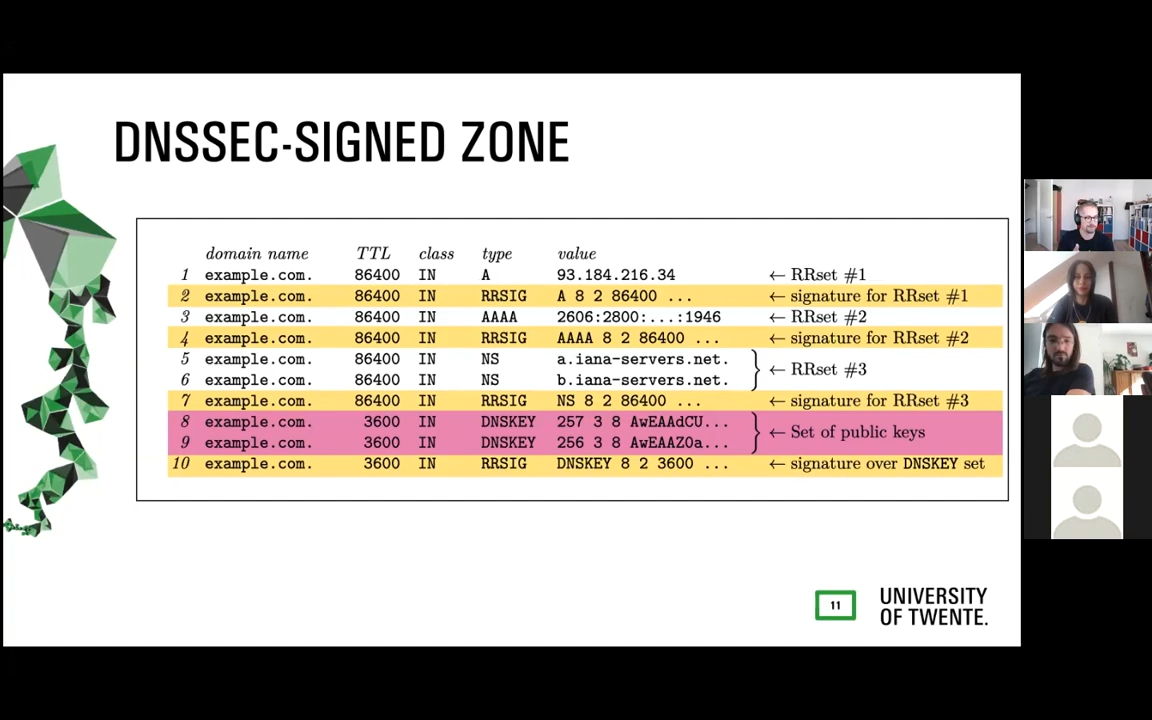 DNSSEC-SIGNED ZONE
domain name TTL class type value
1 example.com. 86400 IN A 93.184.216.34 ← RRset #1
2 example.com. 86400 IN RRSIG A 8 2 86400 ... ← signature for RRset #1
3 example.com. 86400 IN AAAA 2606:2800:...:1946 ← RRset #2
4 example.com. 86400 IN RRSIG AAAA 8 2 86400 ... ← signature for RRset #2
5 example.com. 86400 IN NS a.iana-servers.net.
← RRset #3
6 example.com. 86400 IN NS b.iana-servers.net.
7 example.com. 86400 IN RRSIG NS 8 2 86400 ... ← signature for RRset #3
8 example.com. 3600 IN DNSKEY 257 3 8 AwEAAdCU...
← Set of public keys
9 example.com. 3600 IN DNSKEY 256 3 8 AwEAAZ0a...
10 example.com. 3600 IN RRSIG DNSKEY 8 2 3600 ... ← signature over DNSKEY set
11
UNIVERSITY
OF TWENTE.